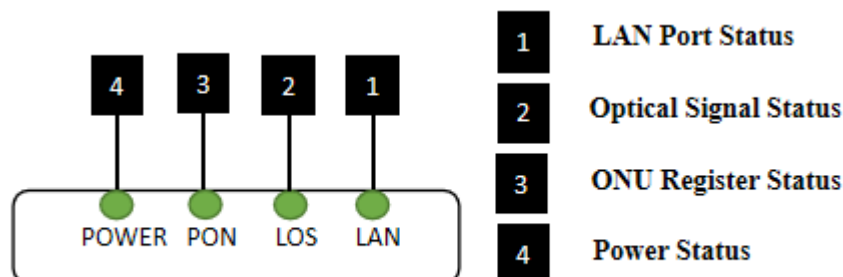 4 3 2 1
POWER PON LOS LAN
1 LAN Port Status
2 Optical Signal Status
3 ONU Register Status
4 Power Status